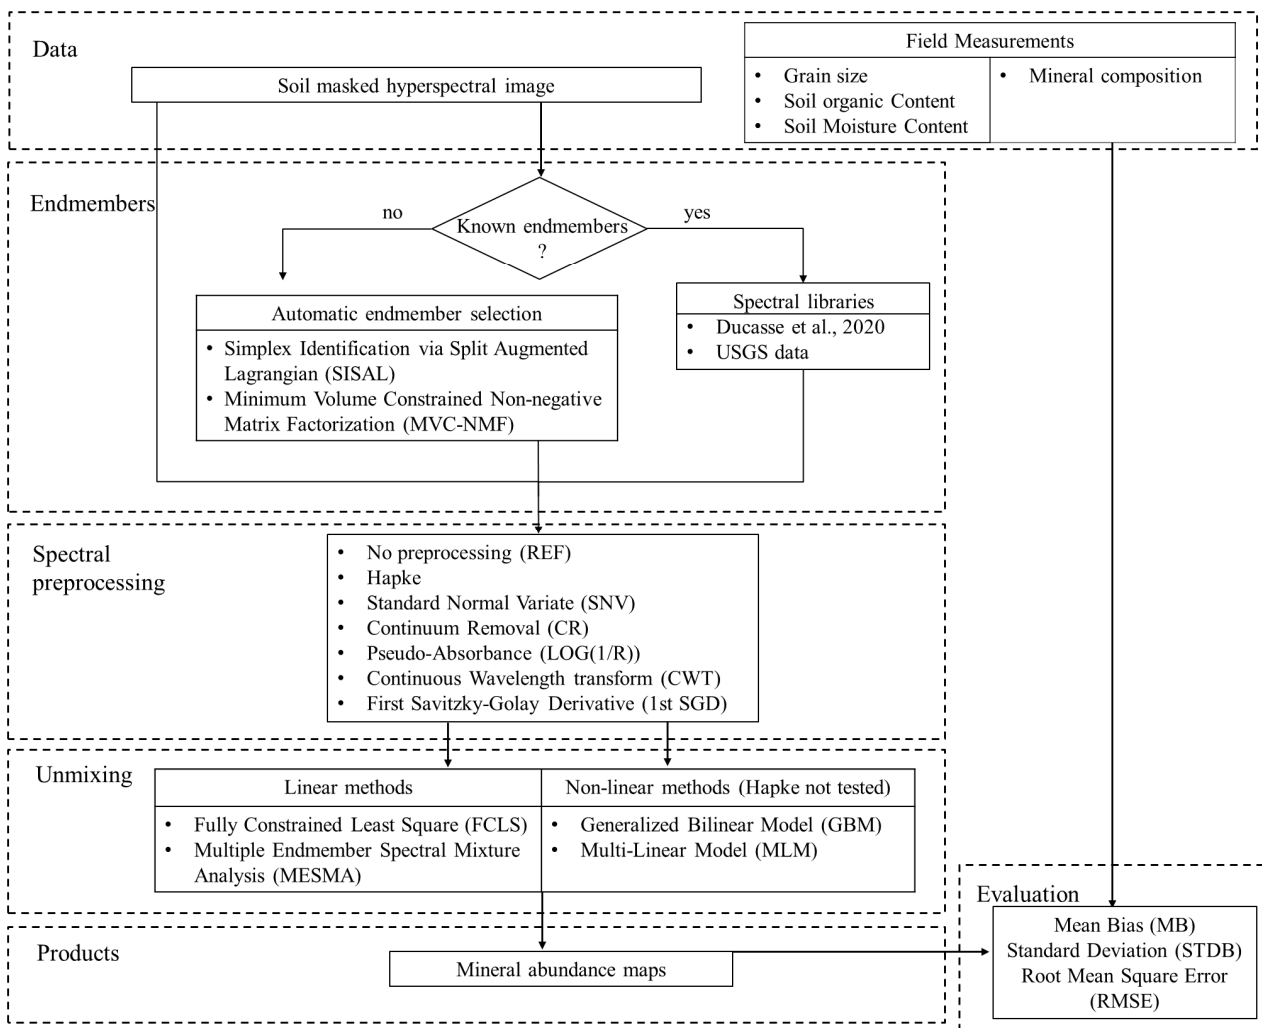 Data
Soil masked hyperspectral image
Field Measurements
• Grain size
• Soil organic Content
• Soil Moisture Content
• Mineral composition
Endmembers
no
yes
Known endmembers
?
Automatic endmember selection
• Simplex Identification via Split Augmented
Lagrangian (SISAL)
• Minimum Volume Constrained Non-negative
Matrix Factorization (MVC-NMF)
Spectral libraries
• Ducasse et al., 2020
• USGS data
Spectral
preprocessing
• No preprocessing (REF)
• Hapke
• Standard Normal Variate (SNV)
• Continuum Removal (CR)
• Pseudo-Absorbance (LOG(1/R))
• Continuous Wavelength transform (CWT)
• First Savitzky-Golay Derivative (1st SGD)
Unmixing
Linear methods
• Fully Constrained Least Square (FCLS)
• Multiple Endmember Spectral Mixture
Analysis (MESMA)
Non-linear methods (Hapke not tested)
• Generalized Bilinear Model (GBM)
• Multi-Linear Model (MLM)
Products
Mineral abundance maps
Evaluation
Mean Bias (MB)
Standard Deviation (STDB)
Root Mean Square Error
(RMSE)